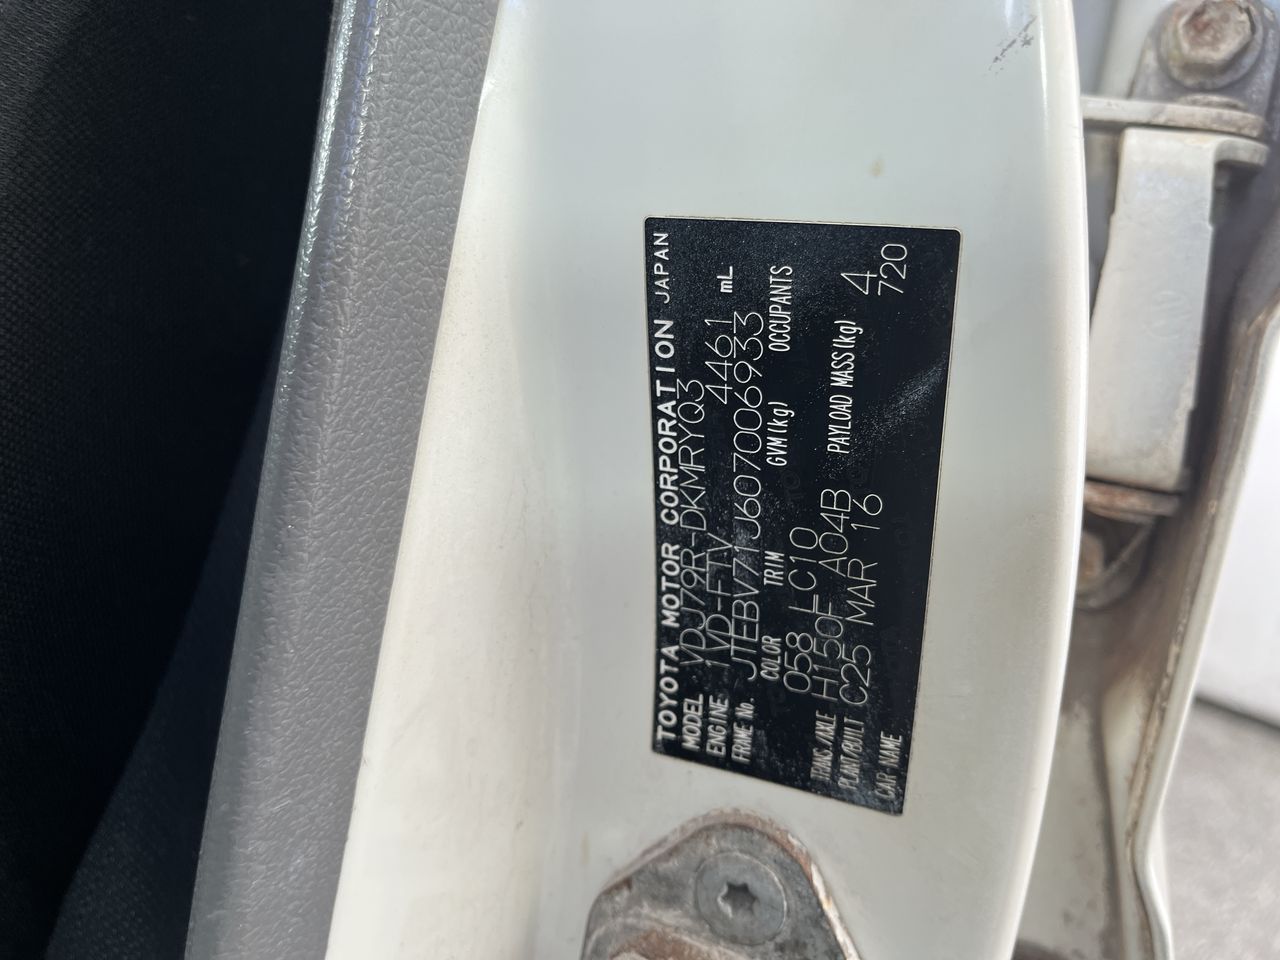 TOYOTA MOTOR CORPORATION JAPAN
MODEL VDJ79R-DKMRYQ3
ENGINE 1VD-FTV 4461 mL
FRAME No. JTEBV71J607006933
COLOR TRIM GVM(kg) OCCUPANTS
058 LC10 4
TRANS/AXLE H150F A04B PAYLOAD MASS(kg) 720
PLANT/BUILT C25 MAR 16
CAR NAME